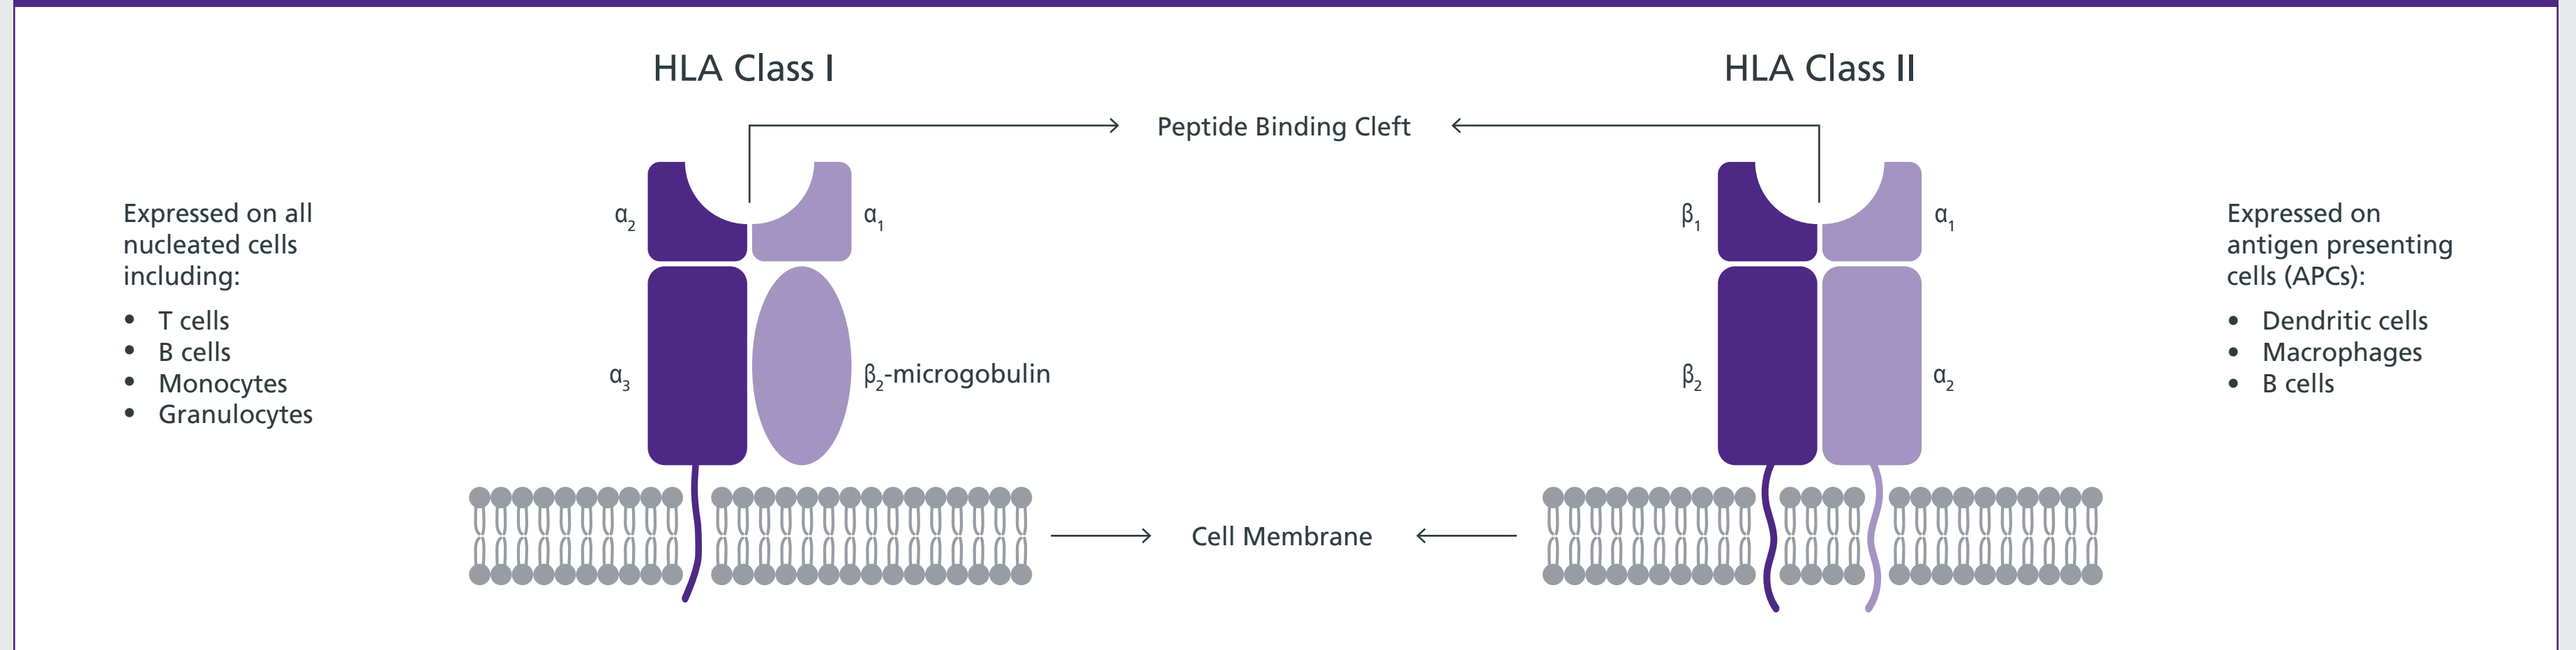 HLA Class I
HLA Class II
Peptide Binding Cleft
Expressed on all
nucleated cells
including:
• T cells
• B cells
• Monocytes
• Granulocytes
α2
α1
α3
β2-microgobulin
β1
α1
β2
α2
Expressed on
antigen presenting
cells (APCs):
• Dendritic cells
• Macrophages
• B cells
Cell Membrane